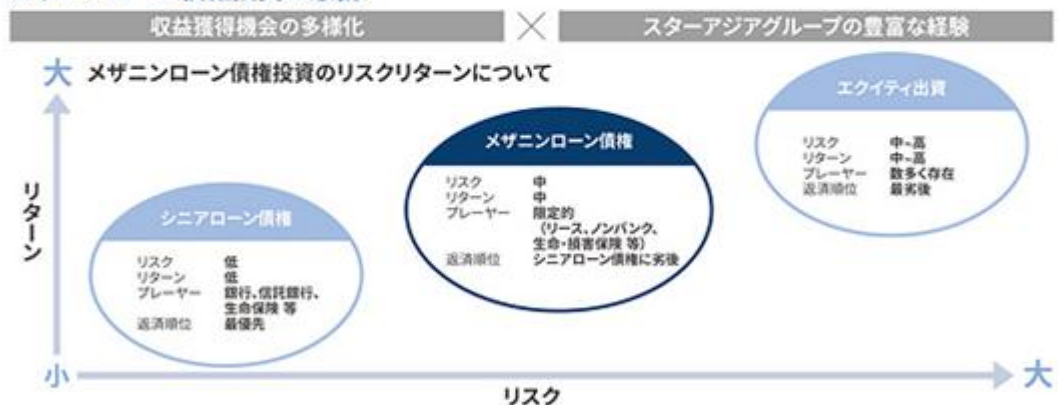 収益獲得機会の多様化
スターアジアグループの豊富な経験
大
メザニンローン債権投資のリスクリターンについて
リターン
エクイティ出資
リスク 中~高
リターン 中~高
プレーヤー 数多く存在
返済順位 最劣後
メザニンローン債権
リスク 中
リターン 中
プレーヤー 限定的
(リース、ノンバンク、
生命・損害保険 等)
返済順位 シニアローン債権に劣後
シニアローン債権
リスク 低
リターン 低
プレーヤー 銀行、信託銀行、
生命保険 等
返済順位 最優先
小
大
リスク